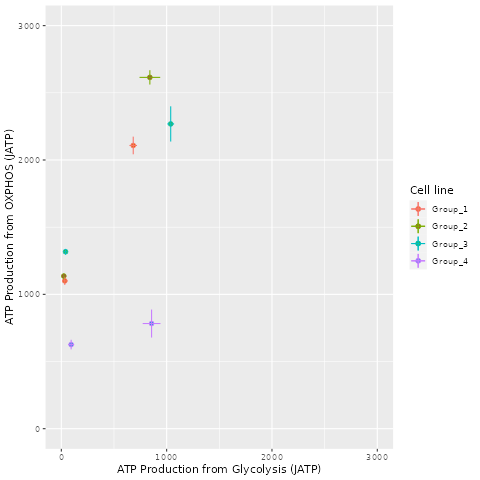 3000
2000
1000
0
ATP Production from OXPHOS (JATP)
0 1000 2000 3000
ATP Production from Glycolysis (JATP)
Cell line
Group_1
Group_2
Group_3
Group_4